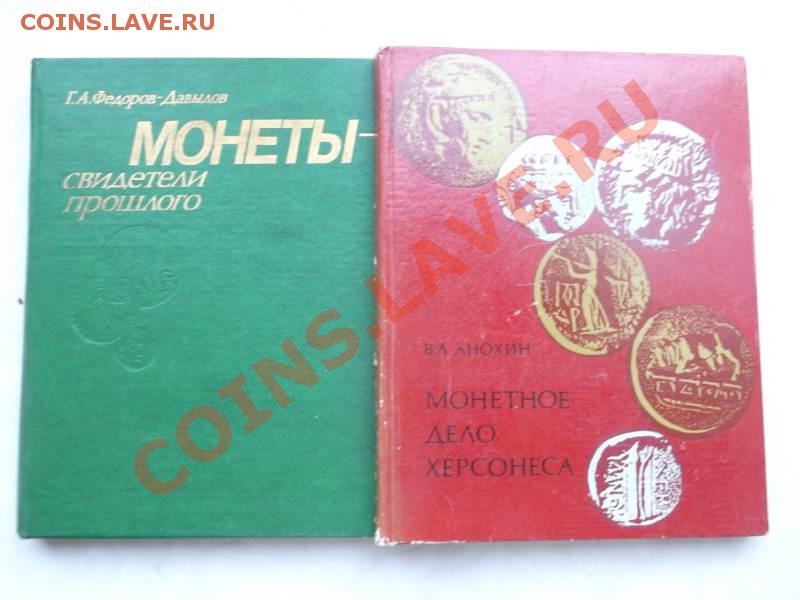 COINS.LAVE.RU
Г.А.Федоров-Давыдов
МОНЕТЫ-
свидетели
прошлого
В.А.АНОХИН
МОНЕТНОЕ
ДЕЛО
ХЕРСОНЕСА
COINS.LAVE.RU